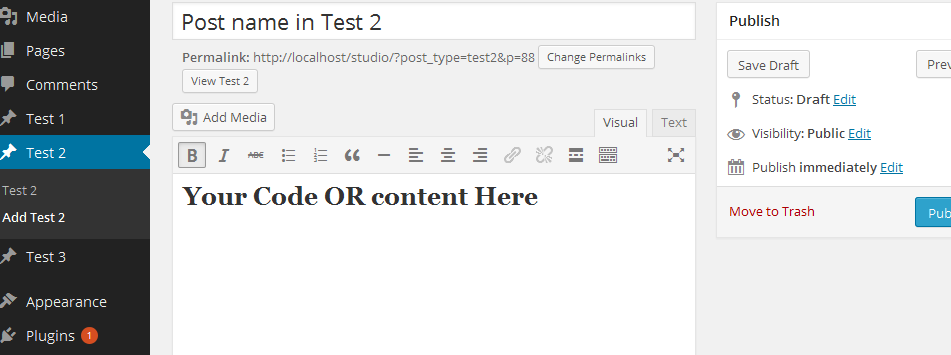 Media
Pages
Comments
Test 1
Test 2
Test 2
Add Test 2
Test 3
Appearance
Plugins 1
Post name in Test 2
Permalink: http://localhost/studio/?post_type=test2&p=88 Change Permalinks
View Test 2
Add Media
Visual Text
B I ABC
Your Code OR content Here
Publish
Save Draft Prev
Status: Draft Edit
Visibility: Public Edit
Publish immediately Edit
Move to Trash Pub